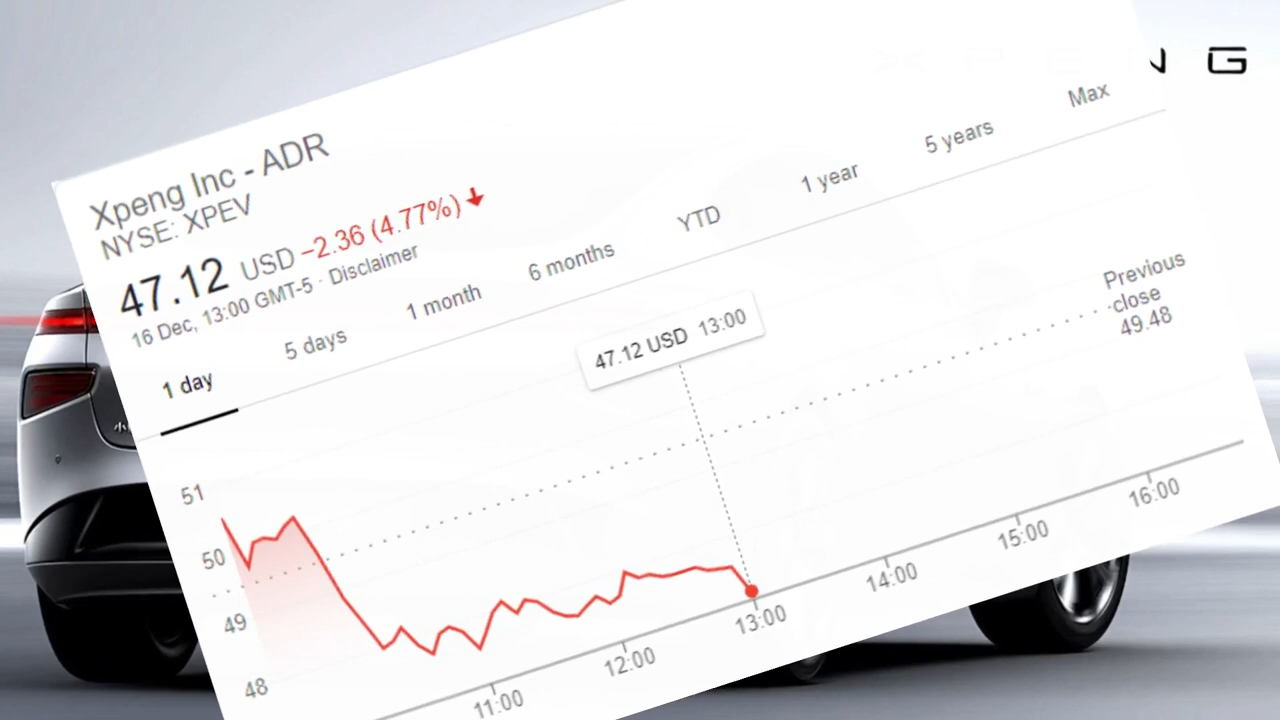 N G
Xpeng Inc - ADR
NYSE: XPEV
47.12 USD −2.36 (4.77%)
16 Dec, 13:00 GMT-5 · Disclaimer
1 day 5 days 1 month 6 months YTD 1 year 5 years Max
47.12 USD 13:00
Previous
close
49.48
51
50
49
48
11:00 12:00 13:00 14:00 15:00 16:00